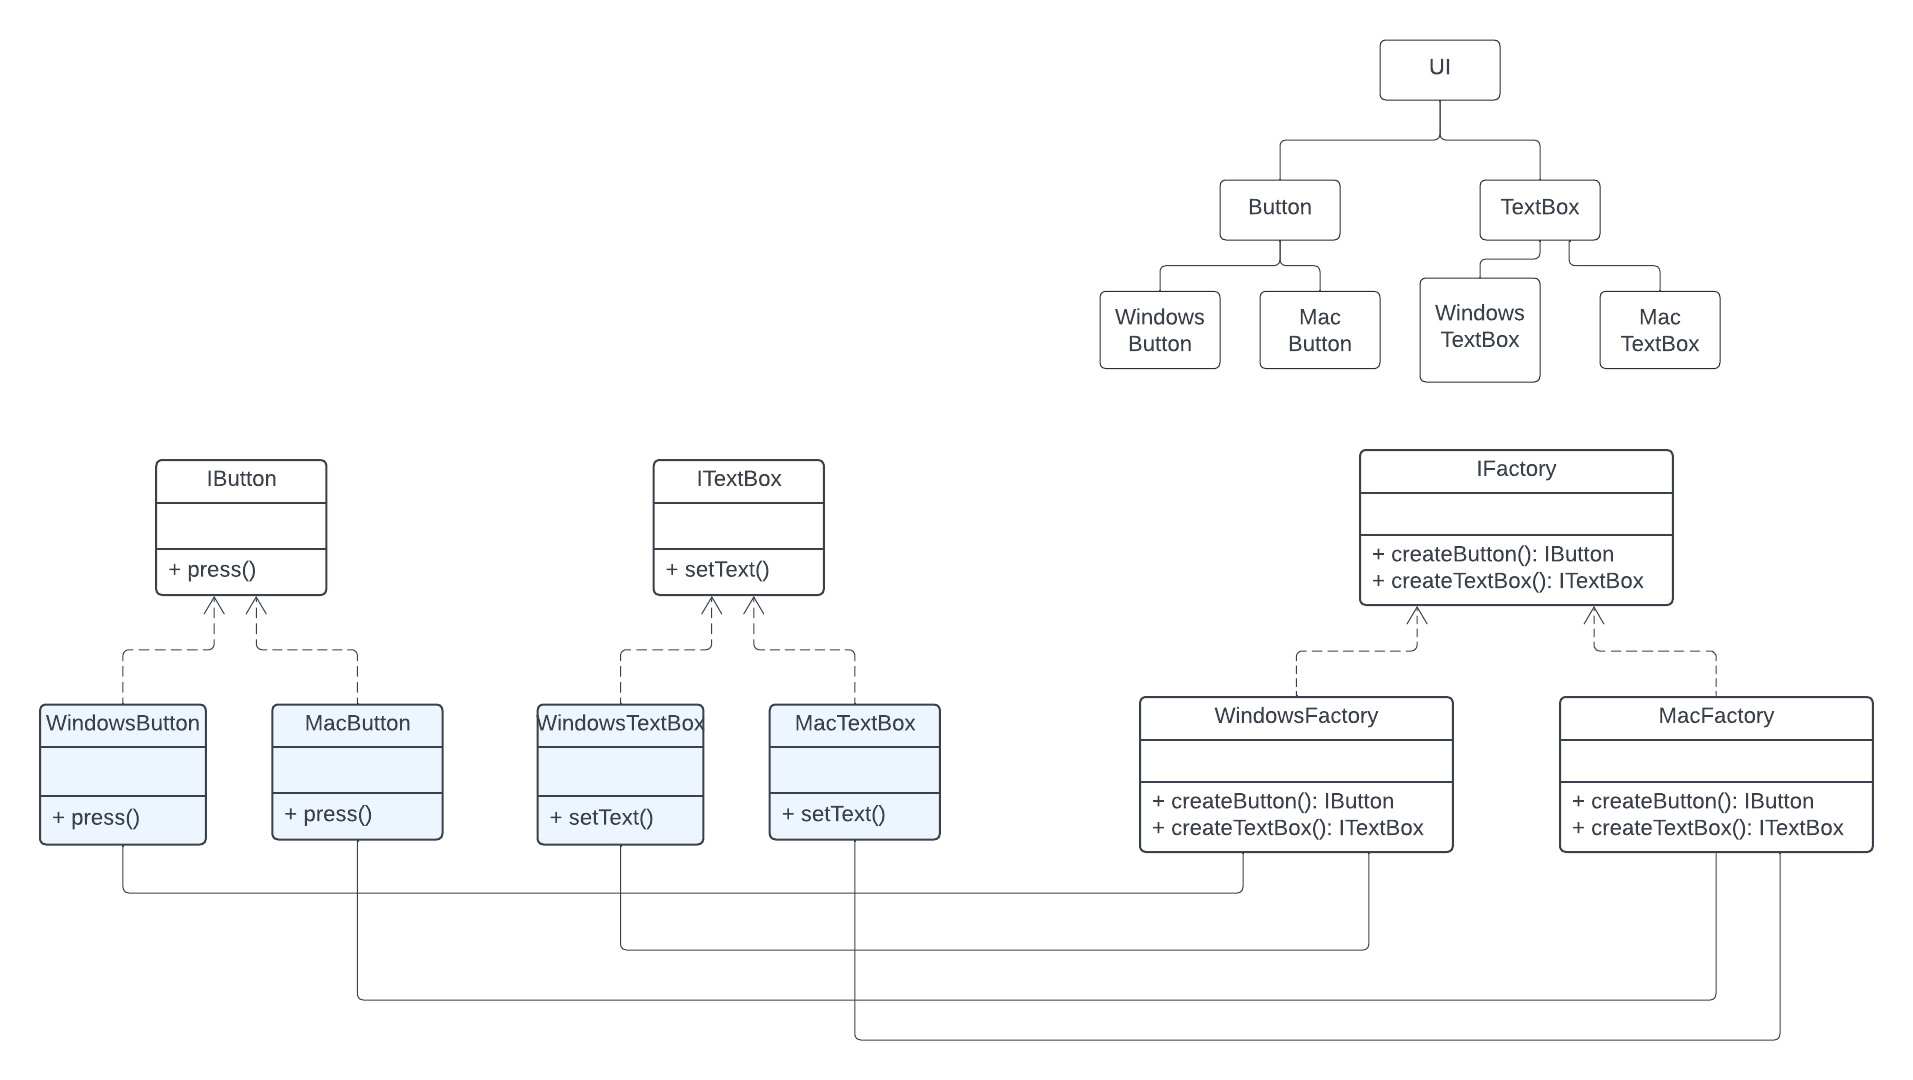 UI
Button
TextBox
Windows
Button
Mac
Button
Windows
TextBox
Mac
TextBox
IButton
+ press()
ITextBox
+ setText()
IFactory
+ createButton(): IButton
+ createTextBox(): ITextBox
WindowsButton
+ press()
MacButton
+ press()
WindowsTextBox
+ setText()
MacTextBox
+ setText()
WindowsFactory
+ createButton(): IButton
+ createTextBox(): ITextBox
MacFactory
+ createButton(): IButton
+ createTextBox(): ITextBox